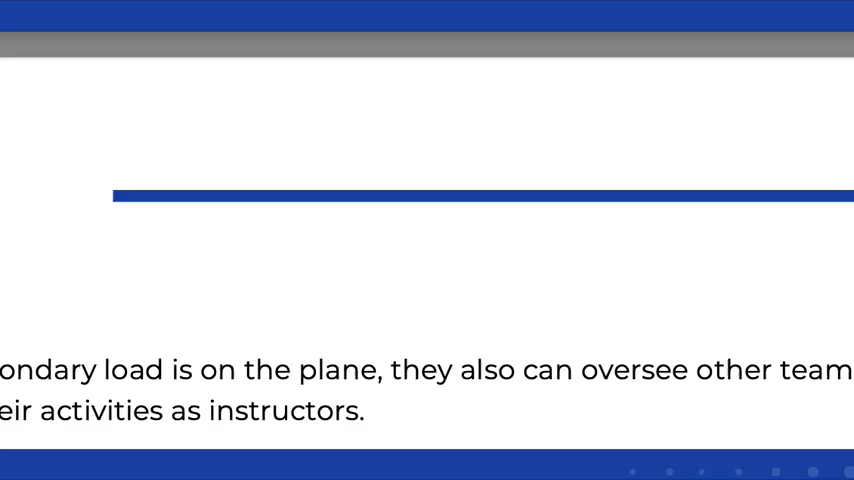 ondary load is on the plane, they also can oversee other team
eir activities as instructors.